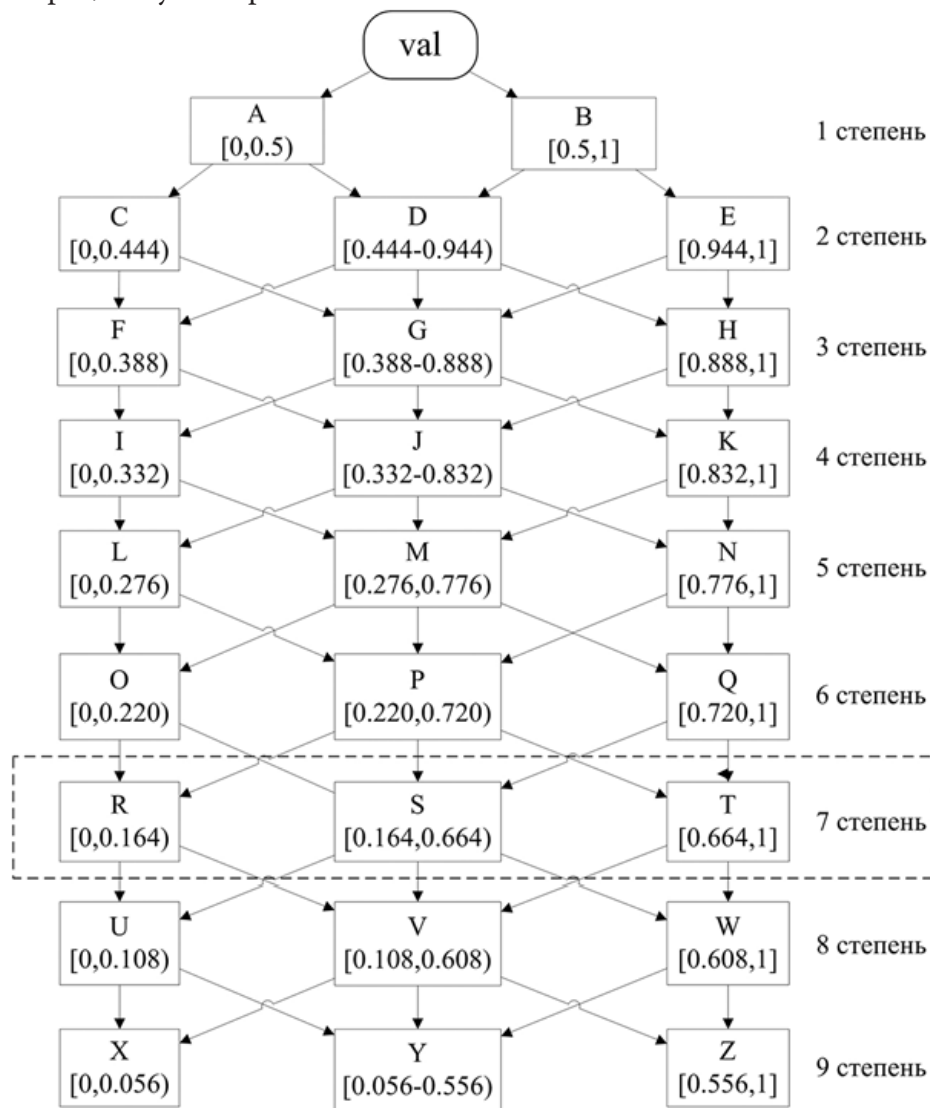 val
A
[0,0.5)
B
[0.5,1]
1 степень
C
[0,0.444)
D
[0.444-0.944)
E
[0.944,1]
2 степень
F
[0,0.388)
G
[0.388-0.888)
H
[0.888,1]
3 степень
I
[0,0.332)
J
[0.332-0.832)
K
[0.832,1]
4 степень
L
[0,0.276)
M
[0.276,0.776)
N
[0.776,1]
5 степень
O
[0,0.220)
P
[0.220,0.720)
Q
[0.720,1]
6 степень
R
[0,0.164)
S
[0.164,0.664)
T
[0.664,1]
7 степень
U
[0,0.108)
V
[0.108,0.608)
W
[0.608,1]
8 степень
X
[0,0.056)
Y
[0.056-0.556)
Z
[0.556,1]
9 степень